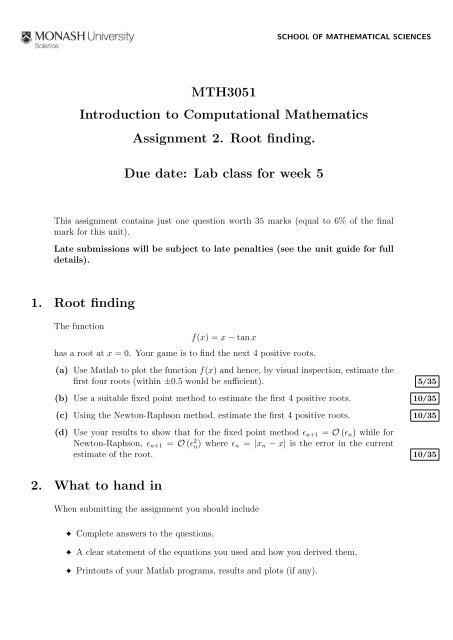 MONASH University
Science
SCHOOL OF MATHEMATICAL SCIENCES
MTH3051
Introduction to Computational Mathematics
Assignment 2. Root finding.
Due date: Lab class for week 5
This assignment contains just one question worth 35 marks (equal to 6% of the final
mark for this unit).
Late submissions will be subject to late penalties (see the unit guide for full
details).
1. Root finding
The function
f(x) = x − tan x
has a root at x = 0. Your game is to find the next 4 positive roots.
(a) Use Matlab to plot the function f(x) and hence, by visual inspection, estimate the
first four roots (within ±0.5 would be sufficient). 5/35
(b) Use a suitable fixed point method to estimate the first 4 positive roots. 10/35
(c) Using the Newton-Raphson method, estimate the first 4 positive roots. 10/35
(d) Use your results to show that for the fixed point method ϵₙ₊₁ = O(ϵₙ) while for
Newton-Raphson, ϵₙ₊₁ = O(ϵₙ²) where ϵₙ = |xₙ − x| is the error in the current
estimate of the root. 10/35
2. What to hand in
When submitting the assignment you should include
✦ Complete answers to the questions,
✦ A clear statement of the equations you used and how you derived them,
✦ Printouts of your Matlab programs, results and plots (if any).